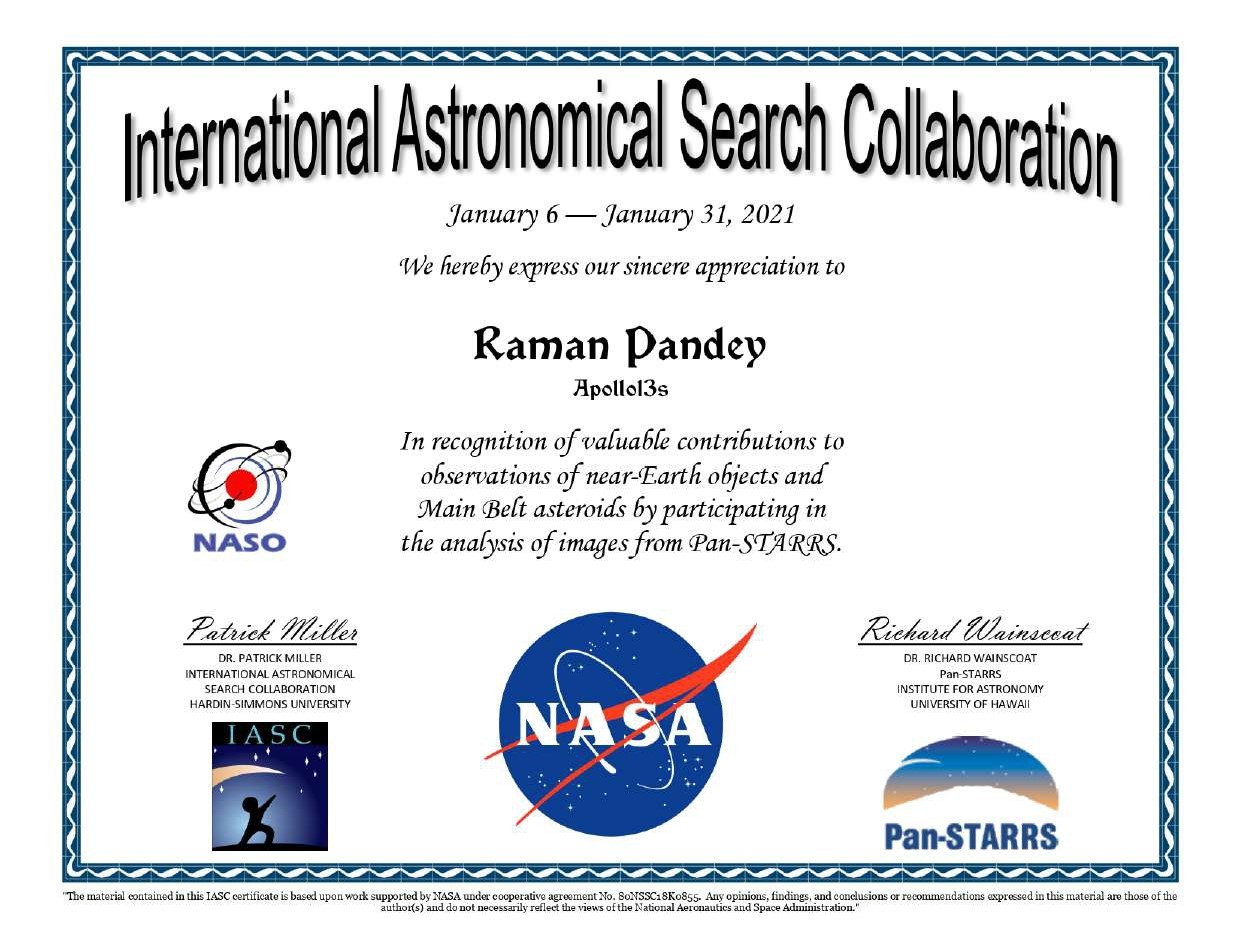 International Astronomical Search Collaboration
January 6 — January 31, 2021
We hereby express our sincere appreciation to
Raman Pandey
Apollo13s
In recognition of valuable contributions to
observations of near-Earth objects and
Main Belt asteroids by participating in
the analysis of images from Pan-STARRS.
NASO
Patrick Miller
DR. PATRICK MILLER
INTERNATIONAL ASTRONOMICAL
SEARCH COLLABORATION
HARDIN-SIMMONS UNIVERSITY
IASC
NASA
Richard Wainscoat
DR. RICHARD WAINSCOAT
Pan-STARRS
INSTITUTE FOR ASTRONOMY
UNIVERSITY OF HAWAII
Pan-STARRS
"The material contained in this IASC certificate is based upon work supported by NASA under cooperative agreement No. 80NSSC18K0855. Any opinions, findings, and conclusions or recommendations expressed in this material are those of the
author(s) and do not necessarily reflect the views of the National Aeronautics and Space Administration."